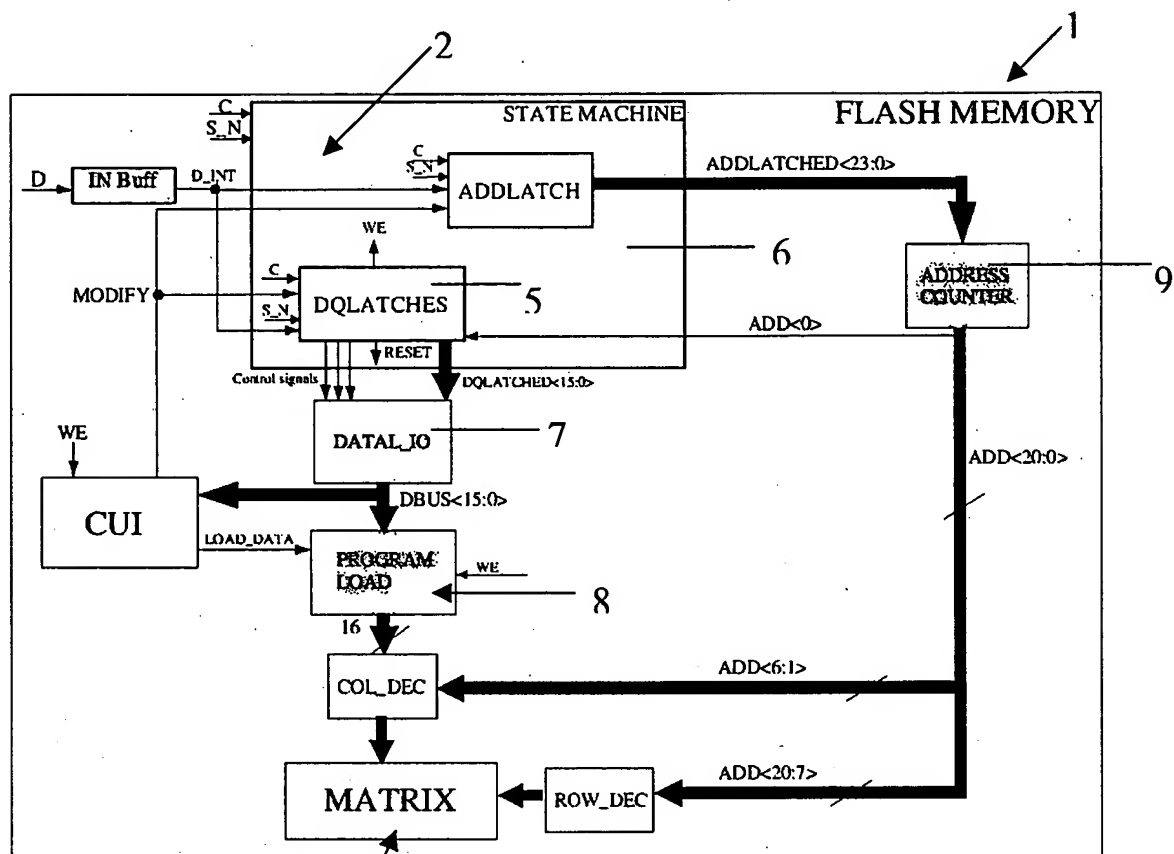 1
2
C
S_N
STATE MACHINE
FLASH MEMORY
C
S_N
ADDLATCHED<23:0>
D
IN Buff
D_INT
ADDLATCH
WE
6
C
ADDRESS
COUNTER
9
MODIFY
DQLATCHES
5
S_N
ADD<0>
RESET
Control signals
DQLATCHED<15:0>
WE
DATAL_IO
7
ADD<20:0>
DBUS<15:0>
CUI
LOAD_DATA
PROGRAM
LOAD
WE
8
16
ADD<6:1>
COL_DEC
ADD<20:7>
MATRIX
ROW_DEC